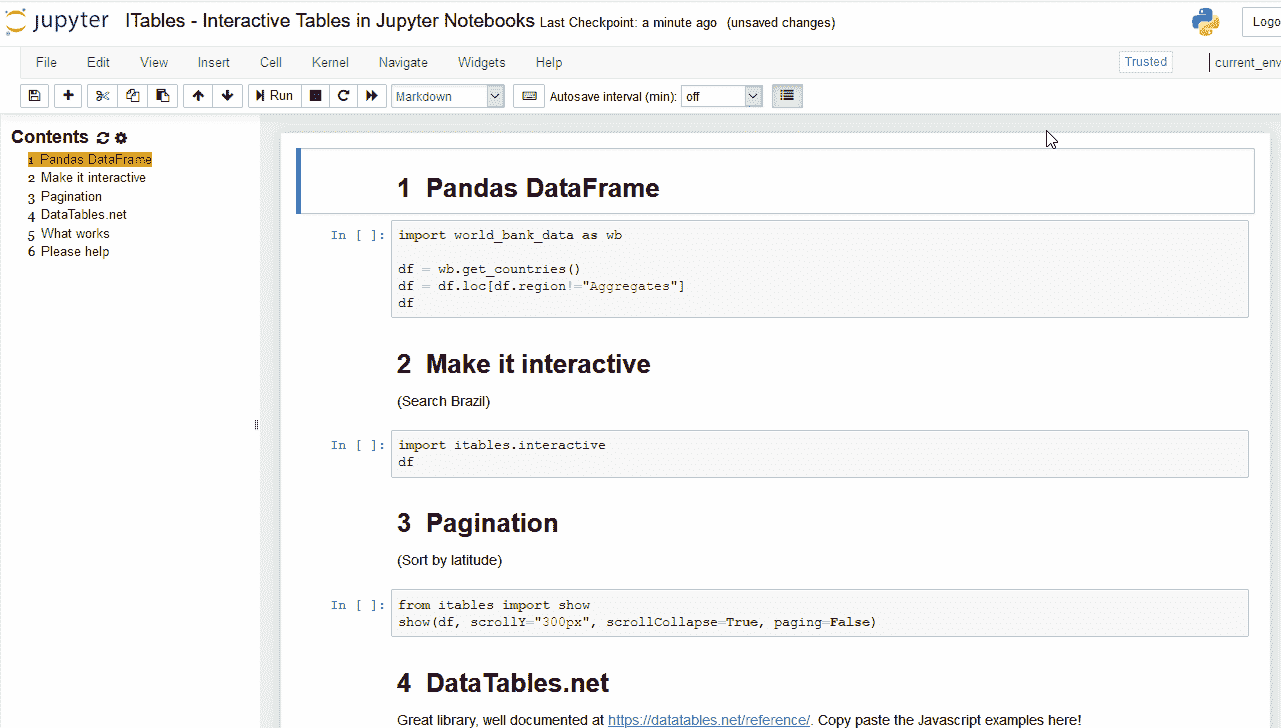 jupyter ITables - Interactive Tables in Jupyter Notebooks Last Checkpoint: a minute ago (unsaved changes) Logo
File Edit View Insert Cell Kernel Navigate Widgets Help Trusted current_env
Run Markdown Autosave interval (min): off
Contents
1 Pandas DataFrame
2 Make it interactive
3 Pagination
4 DataTables.net
5 What works
6 Please help
1 Pandas DataFrame
In [ ]: import world_bank_data as wb
df = wb.get_countries()
df = df.loc[df.region!="Aggregates"]
df
2 Make it interactive
(Search Brazil)
In [ ]: import itables.interactive
df
3 Pagination
(Sort by latitude)
In [ ]: from itables import show
show(df, scrollY="300px", scrollCollapse=True, paging=False)
4 DataTables.net
Great library, well documented at https://datatables.net/reference/. Copy paste the Javascript examples here!